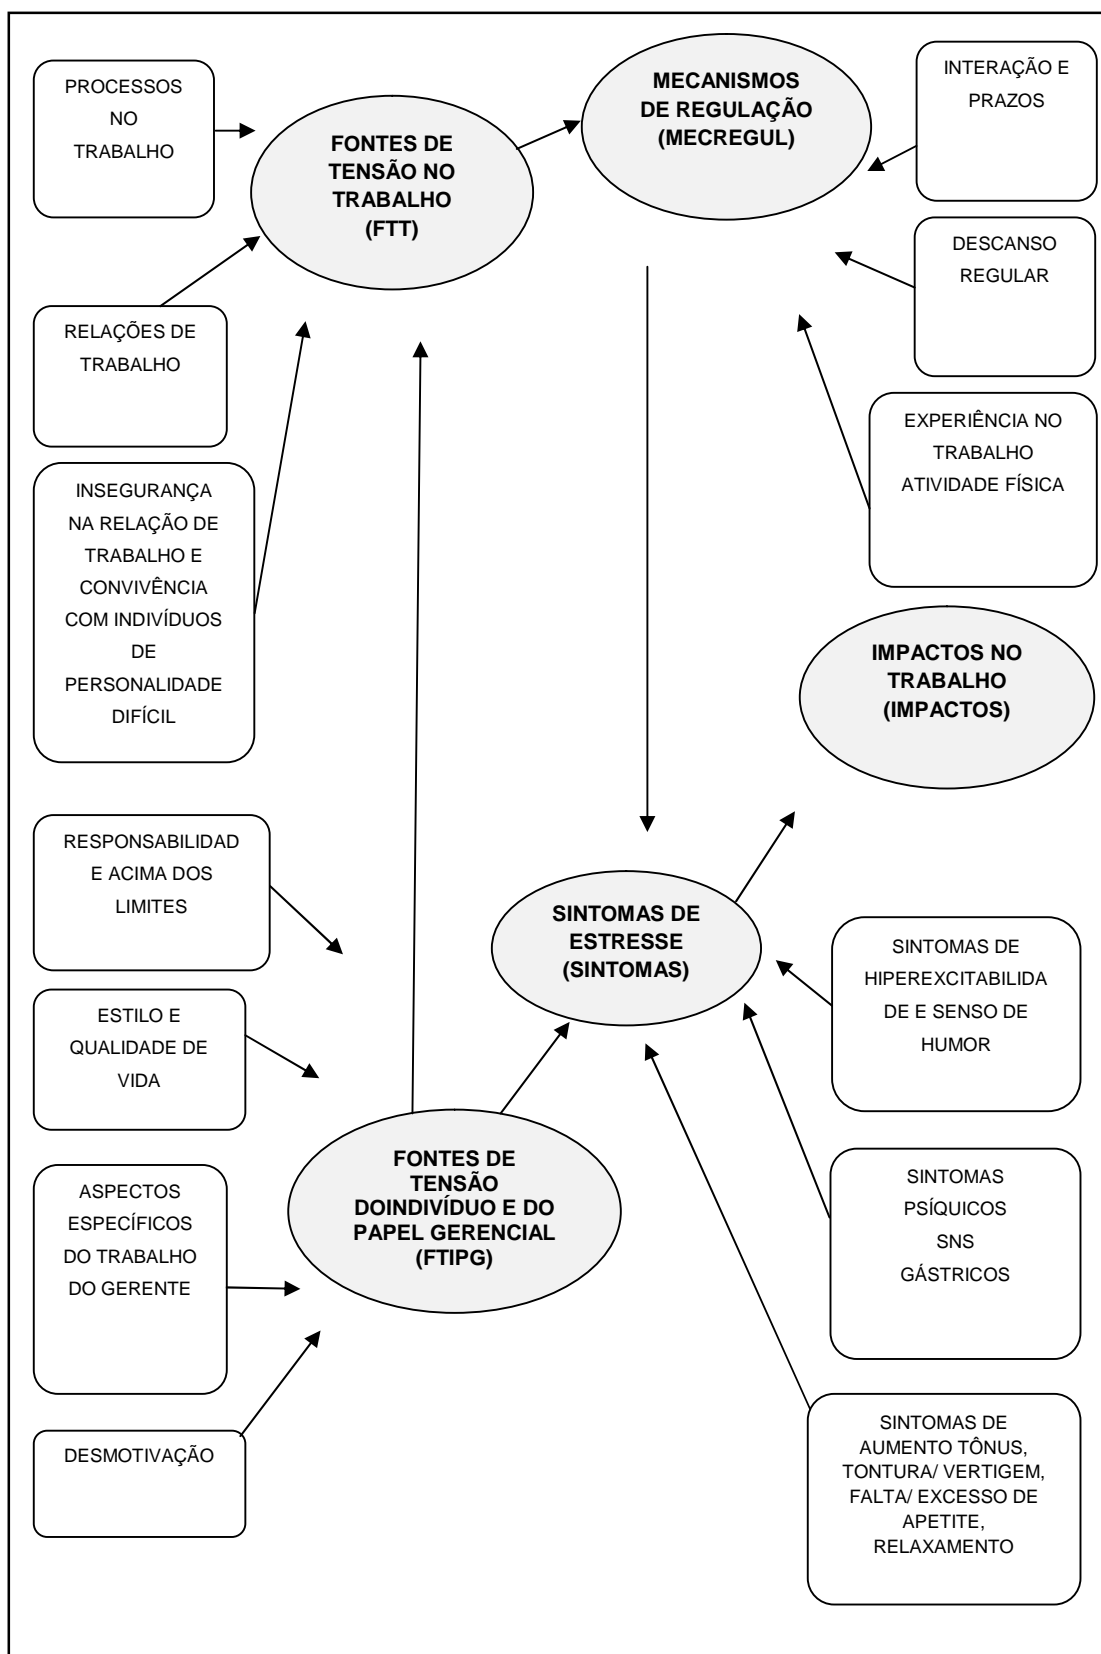 PROCESSOS
NO
TRABALHO
FONTES DE
TENSÃO NO
TRABALHO
(FTT)
MECANISMOS
DE REGULAÇÃO
(MECREGUL)
INTERAÇÃO E
PRAZOS
DESCANSO
REGULAR
RELAÇÕES DE
TRABALHO
EXPERIÊNCIA NO
TRABALHO
ATIVIDADE FÍSICA
INSEGURANÇA
NA RELAÇÃO DE
TRABALHO E
CONVIVÊNCIA
COM INDIVÍDUOS
DE
PERSONALIDADE
DIFÍCIL
IMPACTOS NO
TRABALHO
(IMPACTOS)
RESPONSABILIDAD
E ACIMA DOS
LIMITES
SINTOMAS DE
ESTRESSE
(SINTOMAS)
SINTOMAS DE
HIPEREXCITABILIDA
DE E SENSO DE
HUMOR
ESTILO E
QUALIDADE DE
VIDA
FONTES DE
TENSÃO
DOINDIVÍDUO E DO
PAPEL GERENCIAL
(FTIPG)
ASPECTOS
ESPECÍFICOS
DO TRABALHO
DO GERENTE
SINTOMAS
PSÍQUICOS
SNS
GÁSTRICOS
DESMOTIVAÇÃO
SINTOMAS DE
AUMENTO TÔNUS,
TONTURA/ VERTIGEM,
FALTA/ EXCESSO DE
APETITE,
RELAXAMENTO